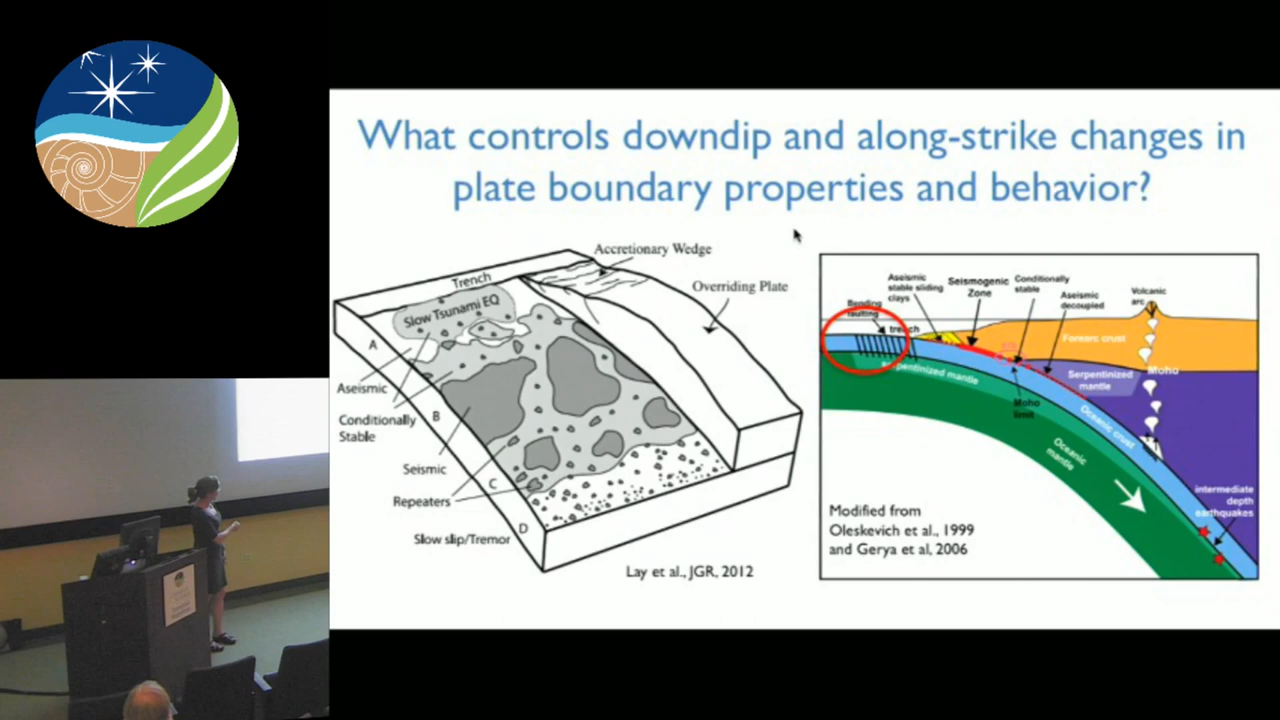 What controls downdip and along-strike changes in
plate boundary properties and behavior?
Accretionary Wedge
Trench
Overriding Plate
Slow Tsunami EQ
A
Aseismic
Conditionally
Stable
B
Seismic
C
Repeaters
D
Slow slip/Tremor
Lay et al., JGR, 2012
Aseismic
stable sliding
clays
Seismogenic
Zone
Conditionally
stable
Aseismic
decoupled
Volcanic
arc
Bending
faulting
trench
Forearc crust
serpentinized mantle
Serpentinized
mantle
Moho
Moho
limit
Oceanic crust
Oceanic
mantle
intermediate
depth
earthquakes
Modified from
Oleskevich et al., 1999
and Gerya et al, 2006